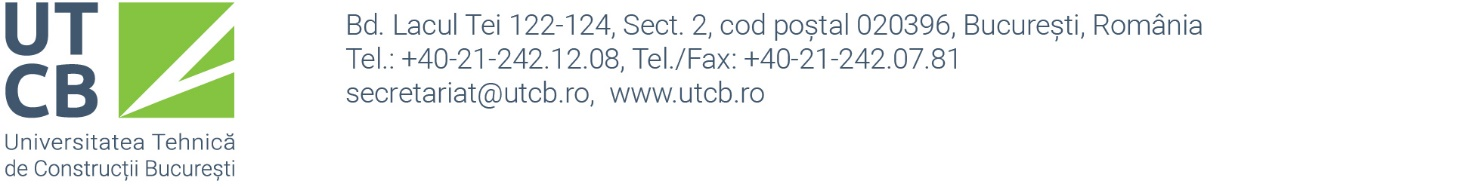 UT
CB
Universitatea Tehnică
de Construcții București
Bd. Lacul Tei 122-124, Sect. 2, cod poștal 020396, București, România
Tel.: +40-21-242.12.08, Tel./Fax: +40-21-242.07.81
secretariat@utcb.ro, www.utcb.ro